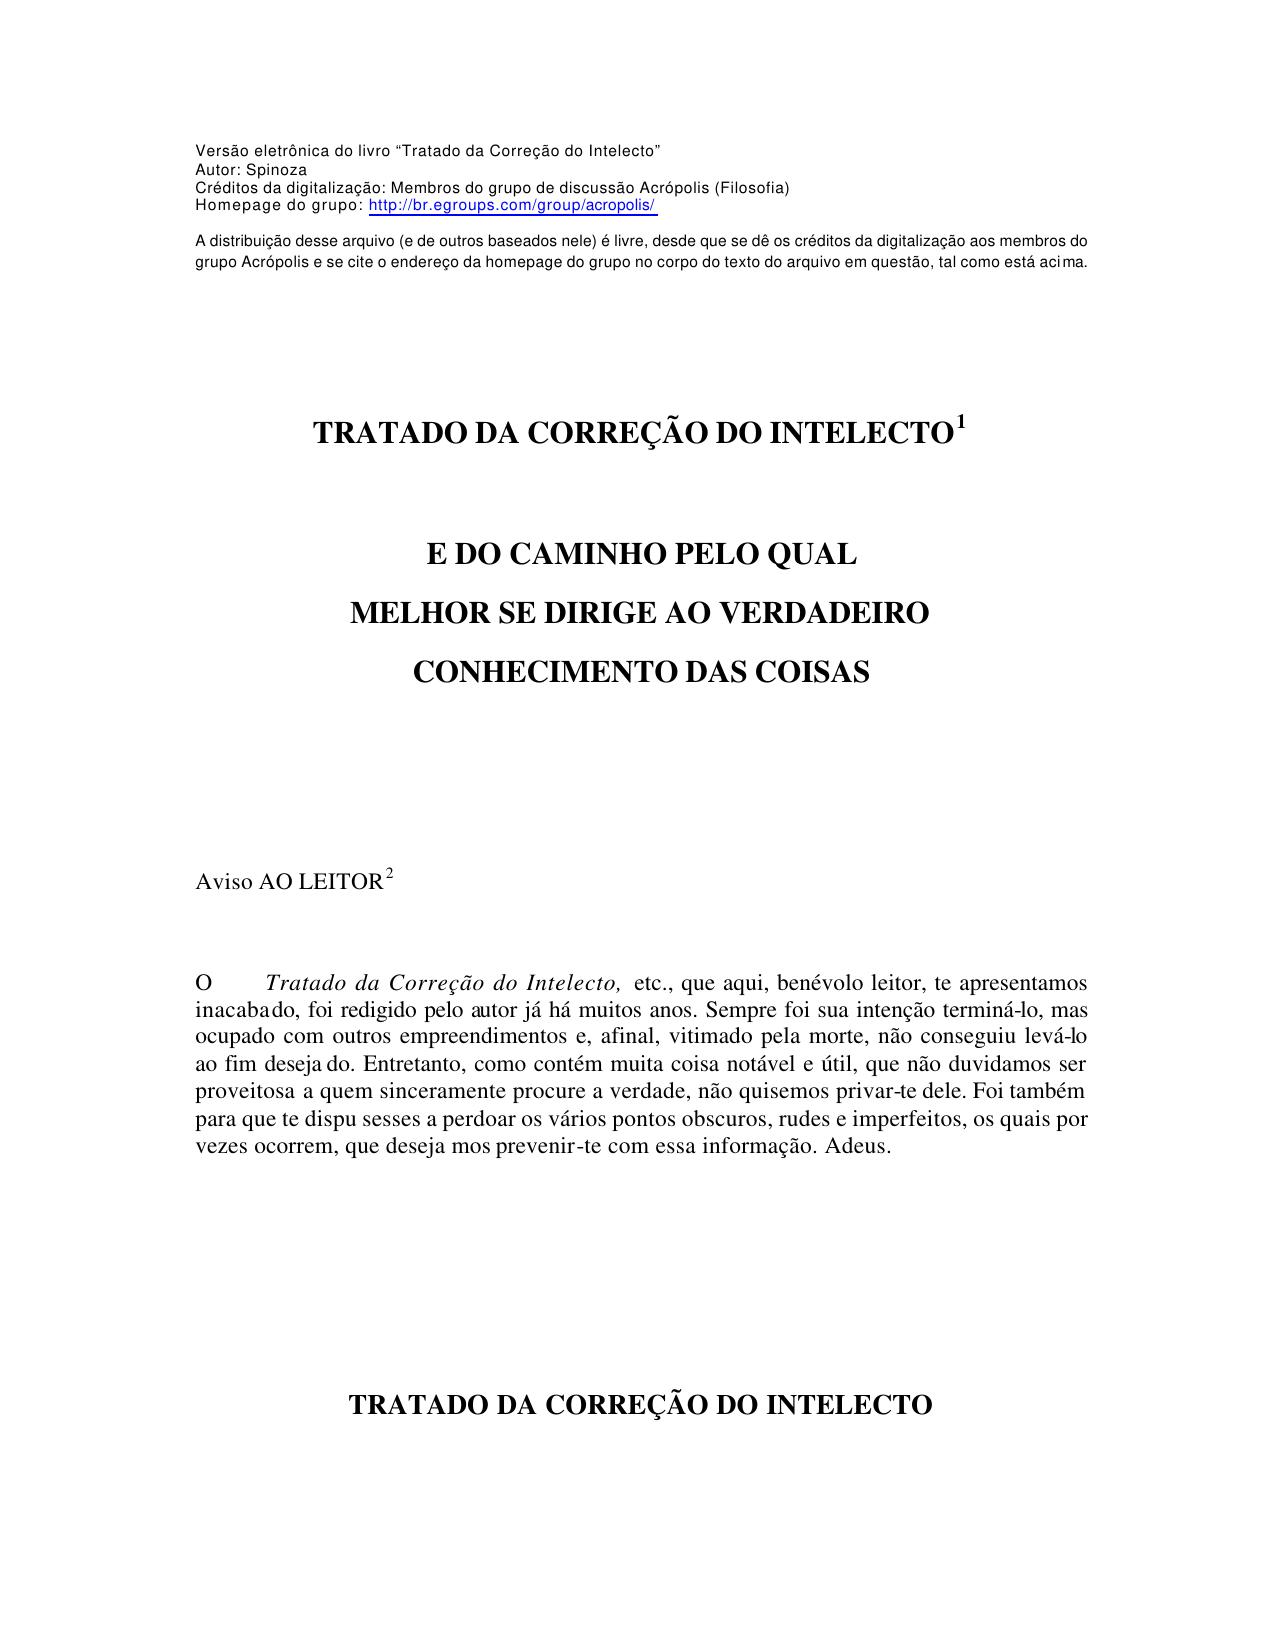 Versão eletrônica do livro “Tratado da Correção do Intelecto”
Autor: Spinoza
Créditos da digitalização: Membros do grupo de discussão Acrópolis (Filosofia)
Homepage do grupo: http://br.egroups.com/group/acropolis/
A distribuição desse arquivo (e de outros baseados nele) é livre, desde que se dê os créditos da digitalização aos membros do
grupo Acrópolis e se cite o endereço da homepage do grupo no corpo do texto do arquivo em questão, tal como está acima.
TRATADO DA CORREÇÃO DO INTELECTO1
E DO CAMINHO PELO QUAL
MELHOR SE DIRIGE AO VERDADEIRO
CONHECIMENTO DAS COISAS
Aviso AO LEITOR2
O Tratado da Correção do Intelecto, etc., que aqui, benévolo leitor, te apresentamos
inacabado, foi redigido pelo autor já há muitos anos. Sempre foi sua intenção terminá-lo, mas
ocupado com outros empreendimentos e, afinal, vitimado pela morte, não conseguiu levá-lo
ao fim deseja do. Entretanto, como contém muita coisa notável e útil, que não duvidamos ser
proveitosa a quem sinceramente procure a verdade, não quisemos privar-te dele. Foi também
para que te dispu sesses a perdoar os vários pontos obscuros, rudes e imperfeitos, os quais por
vezes ocorrem, que deseja mos prevenir-te com essa informação. Adeus.
TRATADO DA CORREÇÃO DO INTELECTO